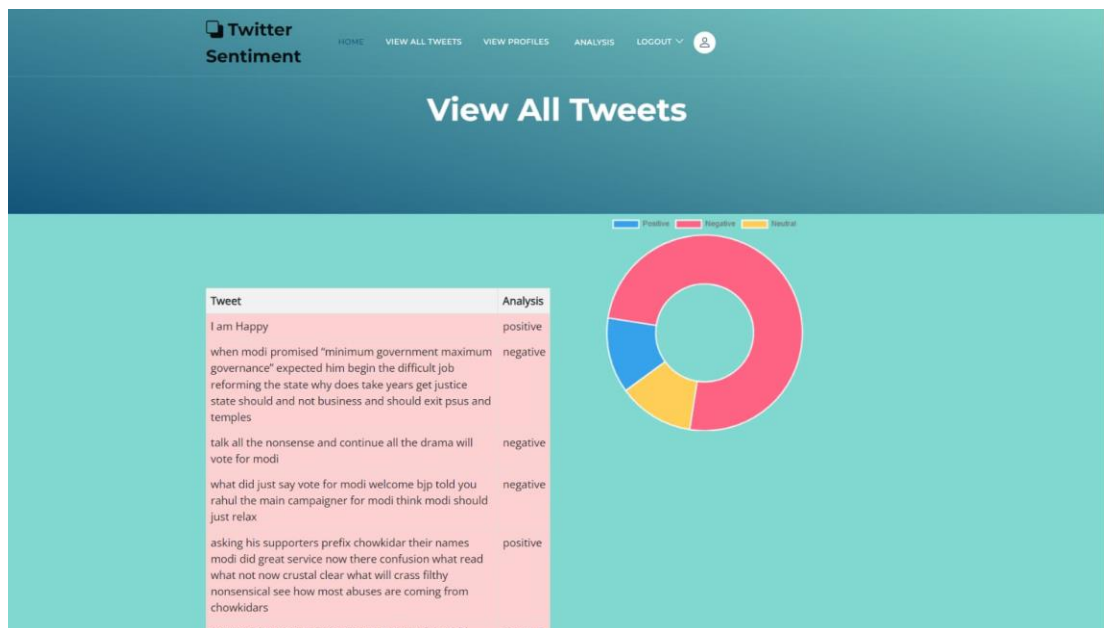 Twitter
Sentiment
HOME VIEW ALL TWEETS VIEW PROFILES ANALYSIS LOGOUT
View All Tweets
Positive Negative Neutral
Tweet Analysis
I am Happy positive
when modi promised “minimum government maximum negative
governance” expected him begin the difficult job
reforming the state why does take years get justice
state should and not business and should exit psus and
temples
talk all the nonsense and continue all the drama will negative
vote for modi
what did just say vote for modi welcome bjp told you negative
rahul the main campaigner for modi think modi should
just relax
asking his supporters prefix chowkidar their names positive
modi did great service now there confusion what read
what not now crustal clear what will crass filthy
nonsensical see how most abuses are coming from
chowkidars